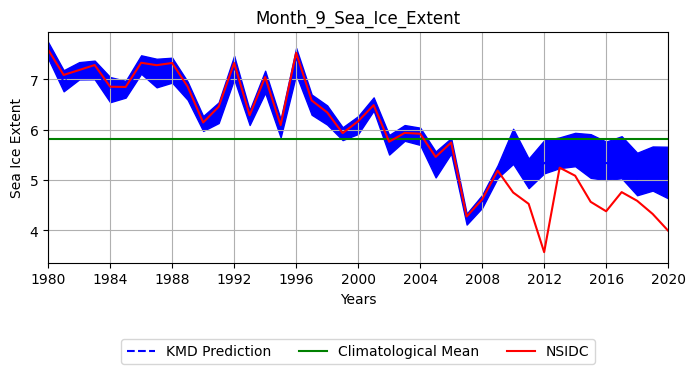 Month_9_Sea_Ice_Extent
7
6
5
4
Sea Ice Extent
1980 1984 1988 1992 1996 2000 2004 2008 2012 2016 2020
Years
KMD Prediction Climatological Mean NSIDC